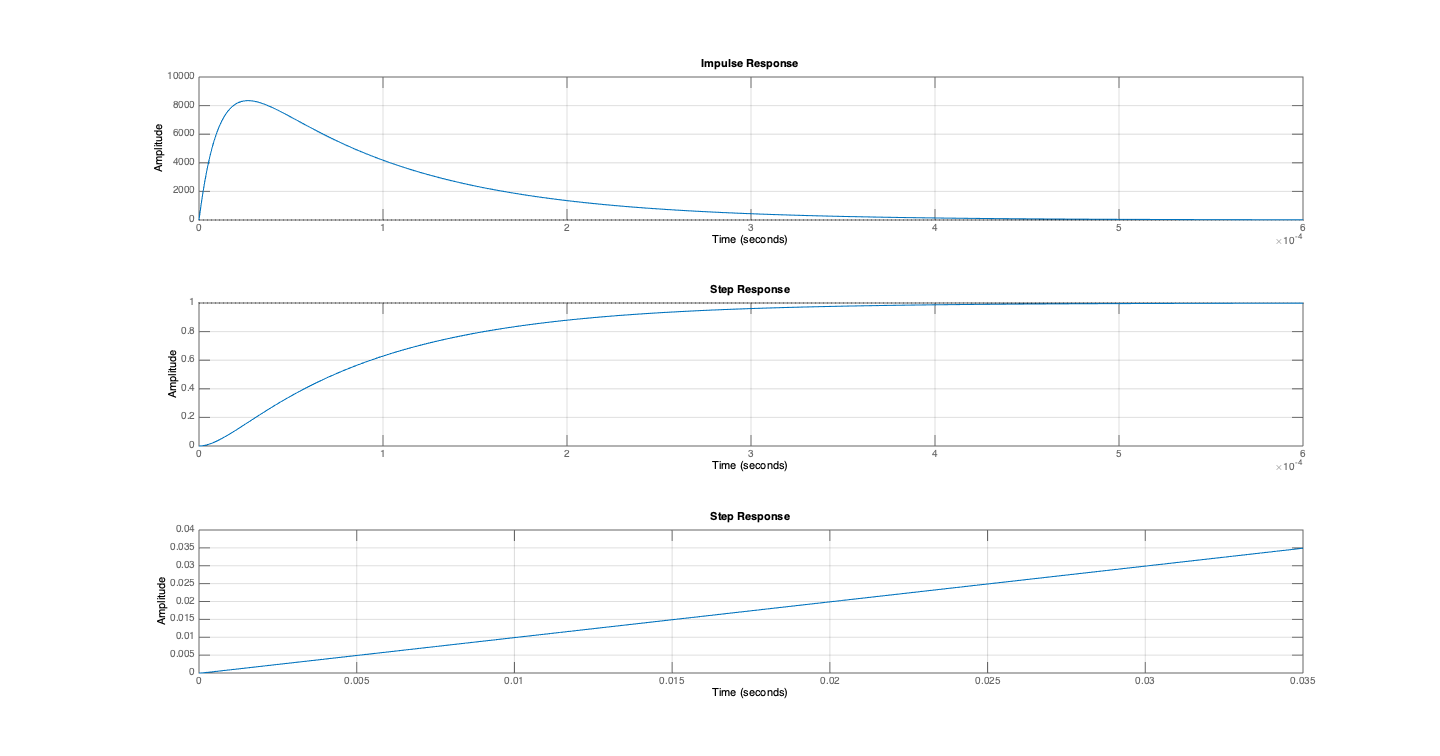 Impulse Response
10000
8000
6000
4000
2000
0
Amplitude
0 1 2 3 4 5 6
Time (seconds)
×10-4
Step Response
1
0.8
0.6
0.4
0.2
0
Amplitude
0 1 2 3 4 5 6
Time (seconds)
×10-4
Step Response
0.04
0.035
0.03
0.025
0.02
0.015
0.01
0.005
0
Amplitude
0 0.005 0.01 0.015 0.02 0.025 0.03 0.035
Time (seconds)